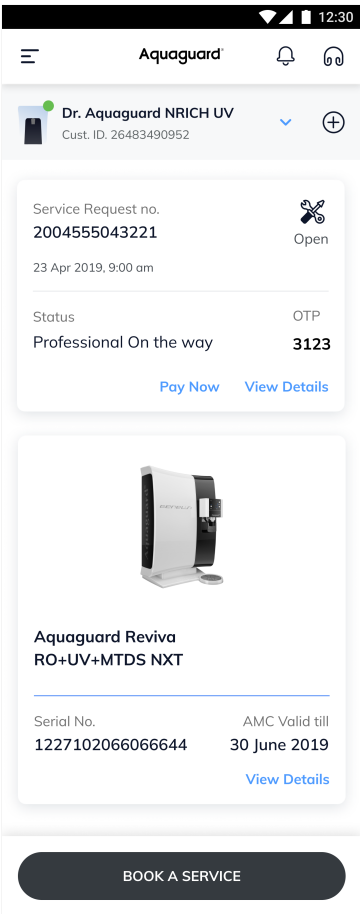 12:30
Aquaguard
Dr. Aquaguard NRICH UV
Cust. ID. 26483490952
Service Request no.
2004555043221
Open
23 Apr 2019, 9:00 am
Status
OTP
Professional On the way
3123
Pay Now
View Details
Aquaguard Reviva
RO+UV+MTDS NXT
Serial No.
AMC Valid till
1227102066066644
30 June 2019
View Details
BOOK A SERVICE